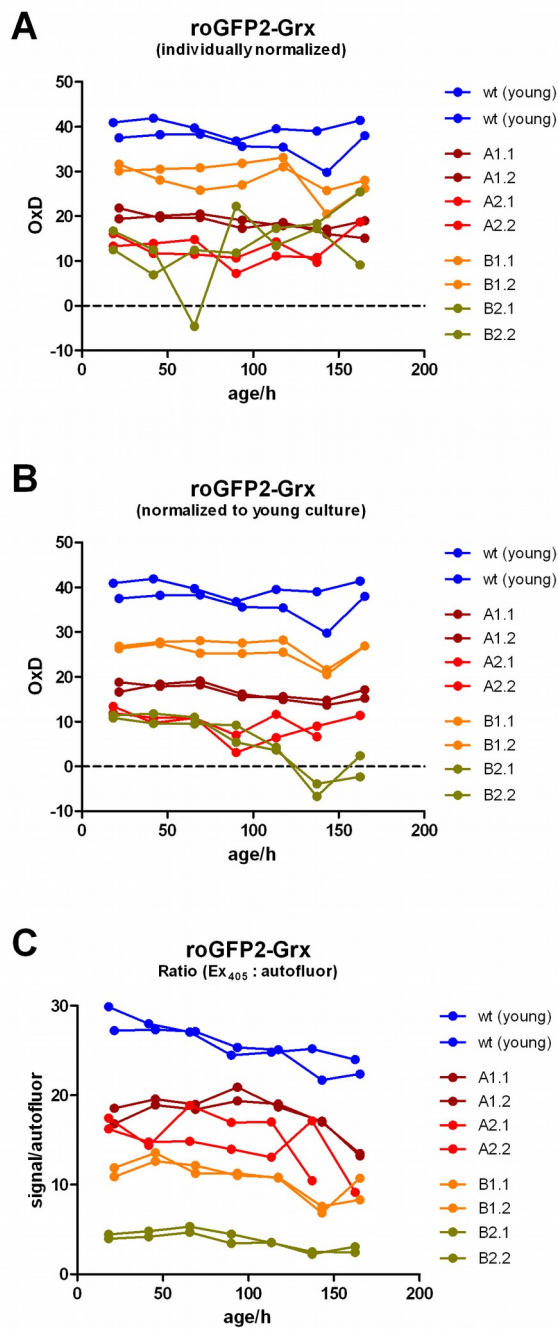 A
roGFP2-Grx
(individually normalized)
50
40
30
20
10
0
-10
OxD
0
50
100
150
200
age/h
wt (young)
wt (young)
A1.1
A1.2
A2.1
A2.2
B1.1
B1.2
B2.1
B2.2
B
roGFP2-Grx
(normalized to young culture)
50
40
30
20
10
0
-10
OxD
0
50
100
150
200
age/h
wt (young)
wt (young)
A1.1
A1.2
A2.1
A2.2
B1.1
B1.2
B2.1
B2.2
C
roGFP2-Grx
Ratio (Ex₄₀₅ : autofluor)
30
20
10
0
signal/autofluor
0
50
100
150
200
age/h
wt (young)
wt (young)
A1.1
A1.2
A2.1
A2.2
B1.1
B1.2
B2.1
B2.2